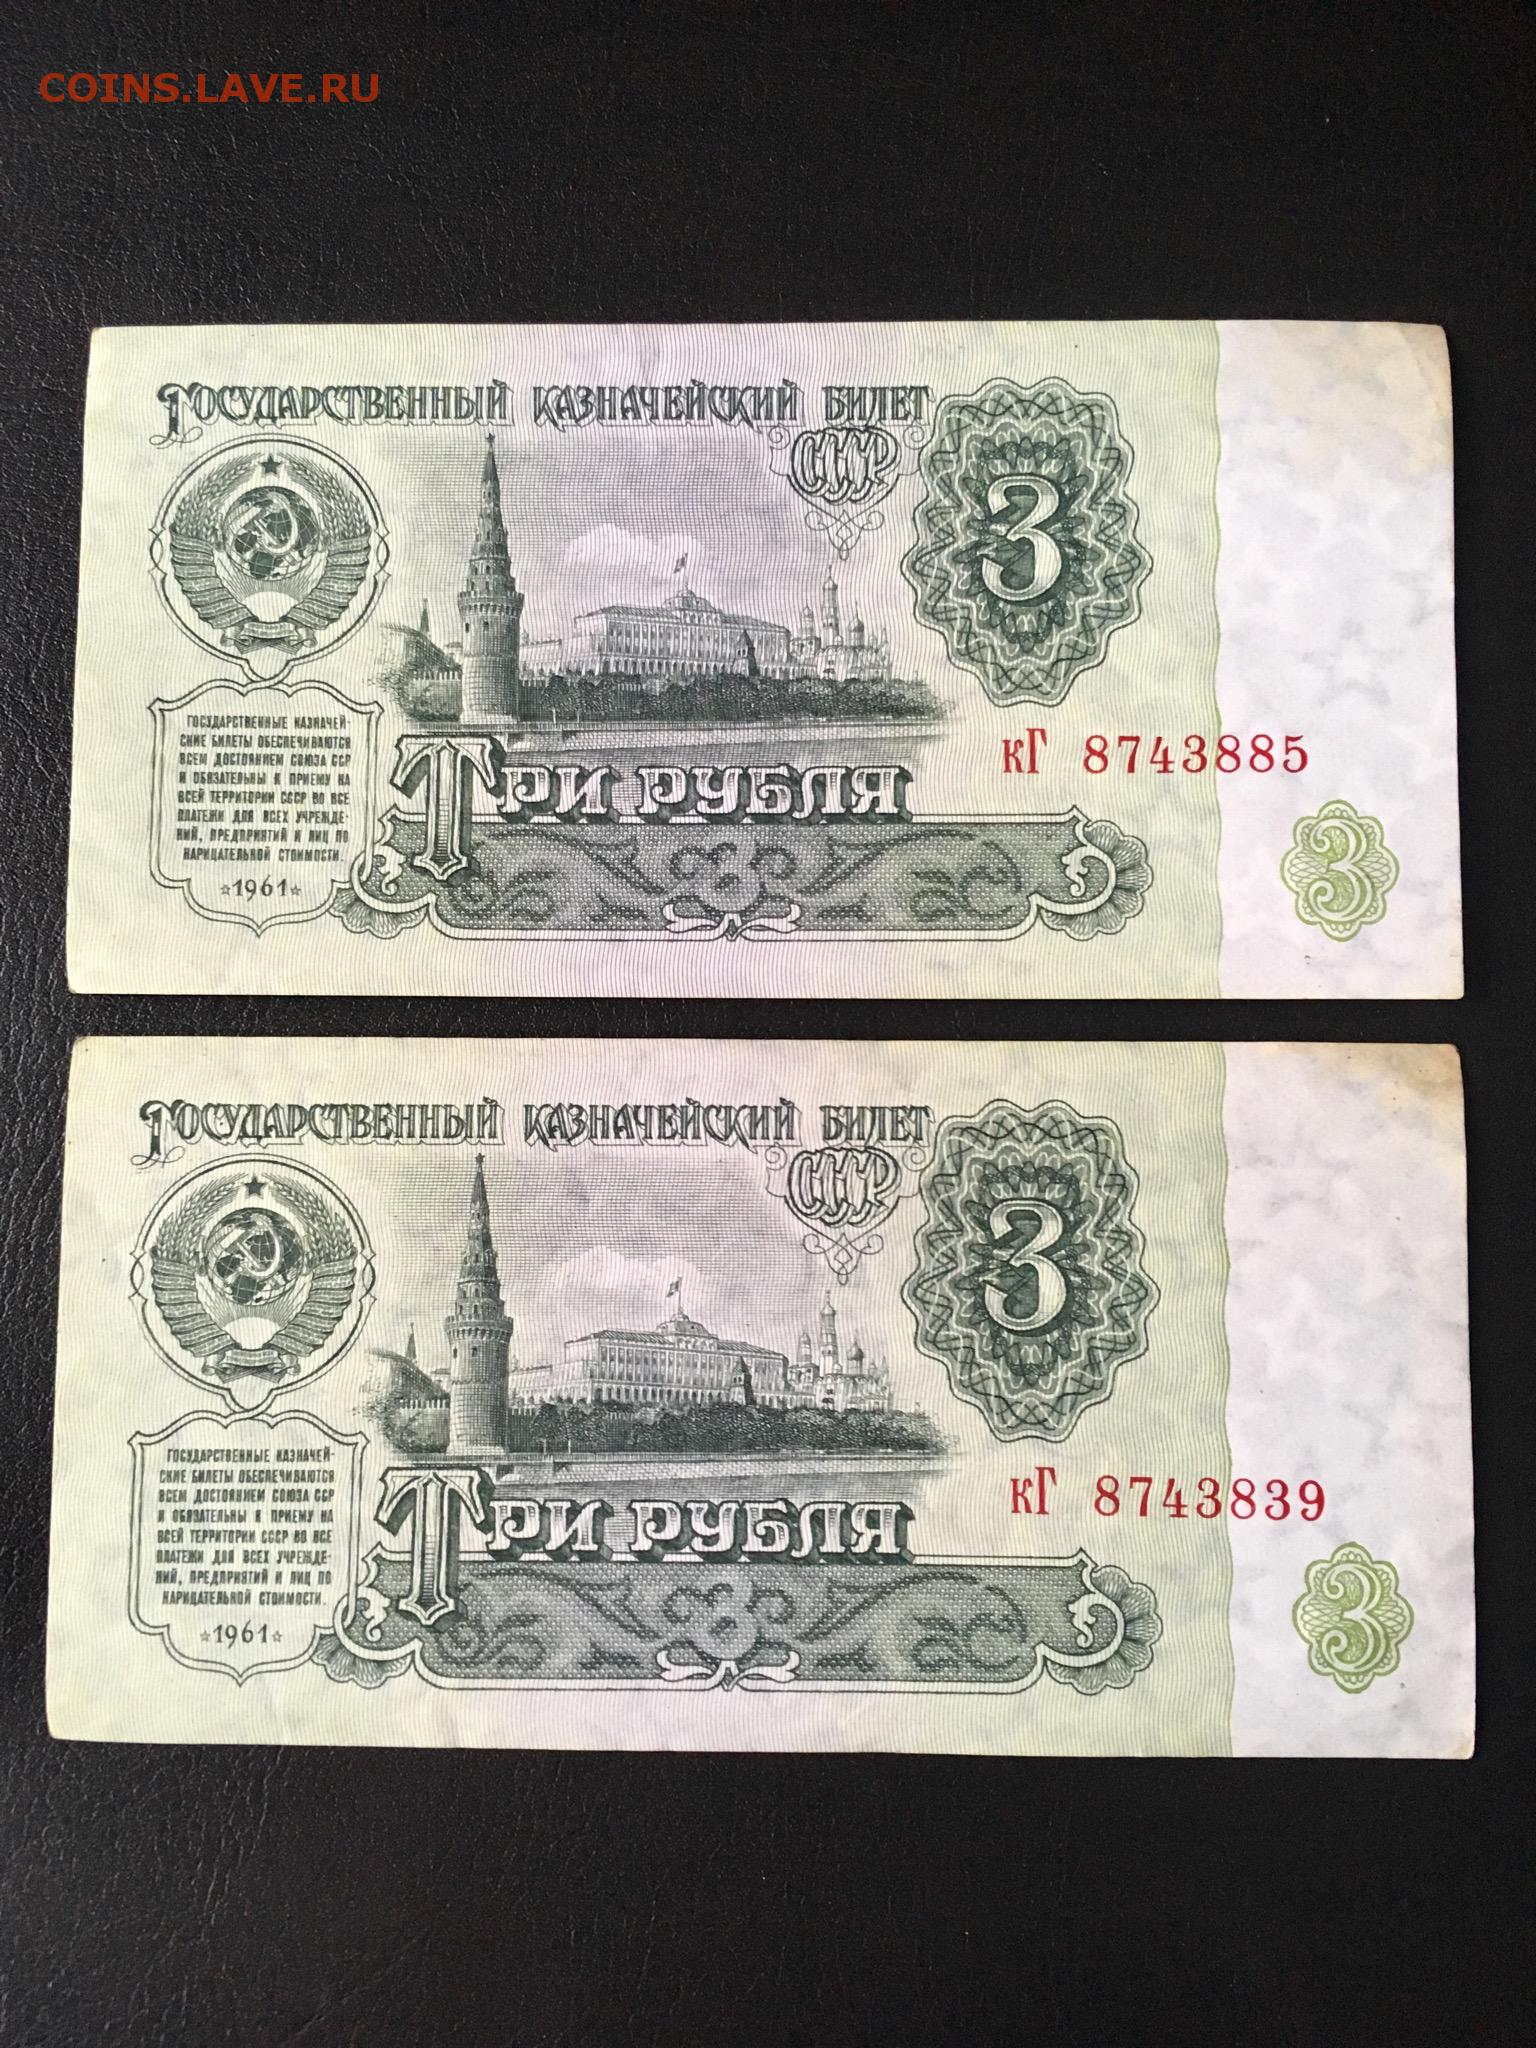 COINS.LAVE.RU
ГОСУДАРСТВЕННЫЙ КАЗНАЧЕЙСКИЙ БИЛЕТ
СССР
3
ГОСУДАРСТВЕННЫЕ КАЗНАЧЕЙ-
СКИЕ БИЛЕТЫ ОБЕСПЕЧИВАЮТСЯ
ВСЕМ ДОСТОЯНИЕМ СОЮЗА ССР
И ОБЯЗАТЕЛЬНЫ К ПРИЕМУ НА
ВСЕЙ ТЕРРИТОРИИ СССР ВО ВСЕ
ПЛАТЕЖИ ДЛЯ ВСЕХ УЧРЕЖДЕ-
НИЙ, ПРЕДПРИЯТИЙ И ЛИЦ ПО
НАРИЦАТЕЛЬНОЙ СТОИМОСТИ.
☆1961☆
ТРИ РУБЛЯ
кГ 8743885
3
ГОСУДАРСТВЕННЫЙ КАЗНАЧЕЙСКИЙ БИЛЕТ
СССР
3
ГОСУДАРСТВЕННЫЕ КАЗНАЧЕЙ-
СКИЕ БИЛЕТЫ ОБЕСПЕЧИВАЮТСЯ
ВСЕМ ДОСТОЯНИЕМ СОЮЗА ССР
И ОБЯЗАТЕЛЬНЫ К ПРИЕМУ НА
ВСЕЙ ТЕРРИТОРИИ СССР ВО ВСЕ
ПЛАТЕЖИ ДЛЯ ВСЕХ УЧРЕЖДЕ-
НИЙ, ПРЕДПРИЯТИЙ И ЛИЦ ПО
НАРИЦАТЕЛЬНОЙ СТОИМОСТИ.
☆1961☆
ТРИ РУБЛЯ
кГ 8743839
3